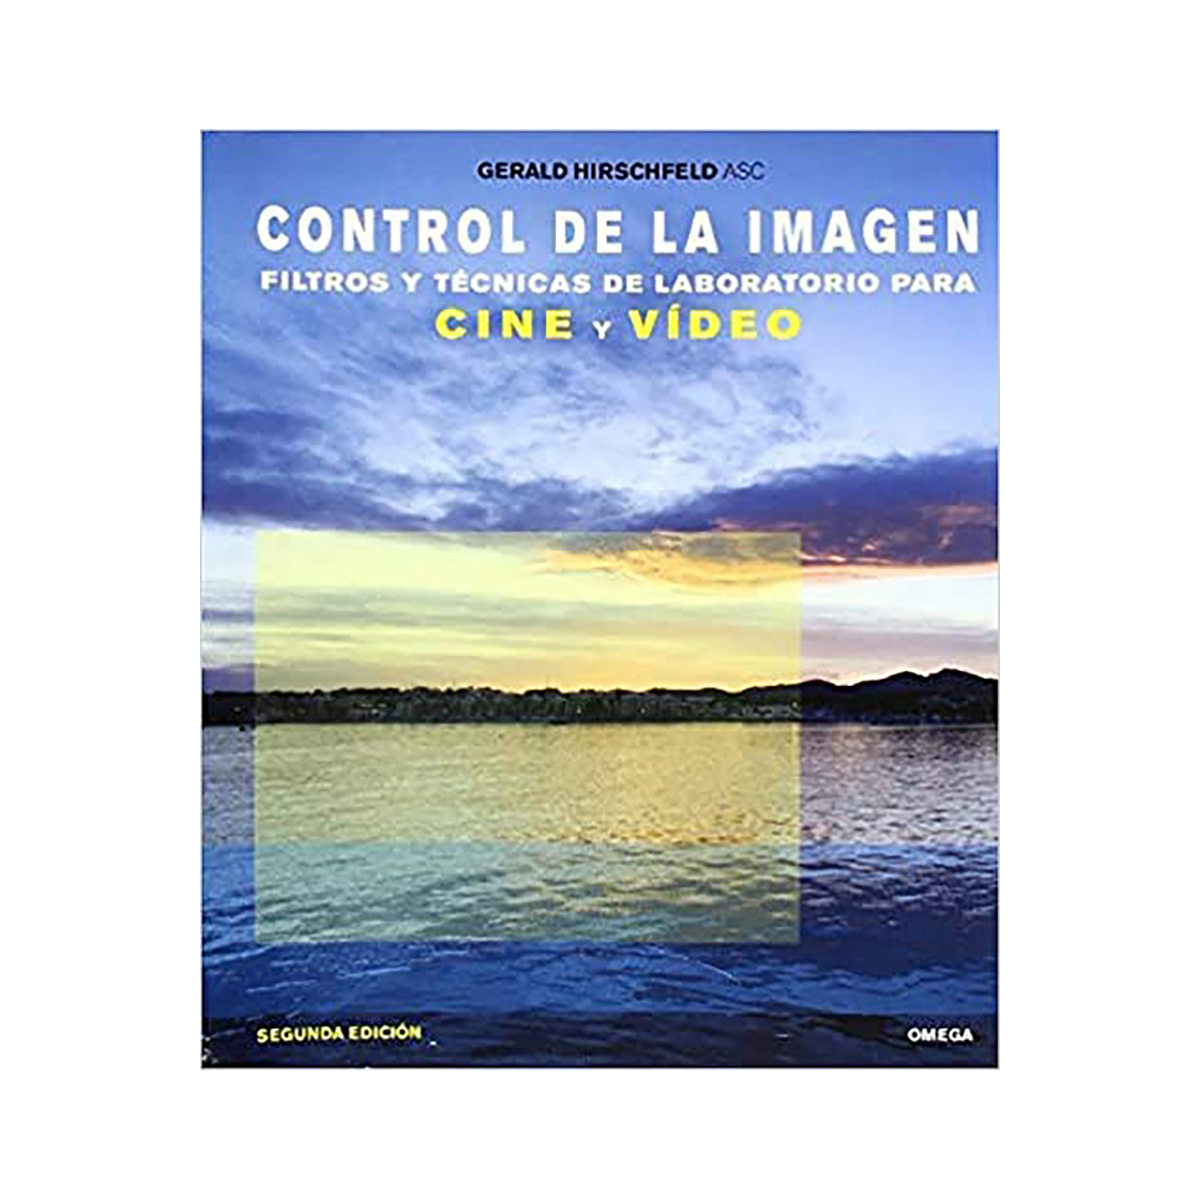 GERALD HIRSCHFELD ASC
CONTROL DE LA IMAGEN
FILTROS Y TÉCNICAS DE LABORATORIO PARA
CINE Y VÍDEO
SEGUNDA EDICIÓN
OMEGA